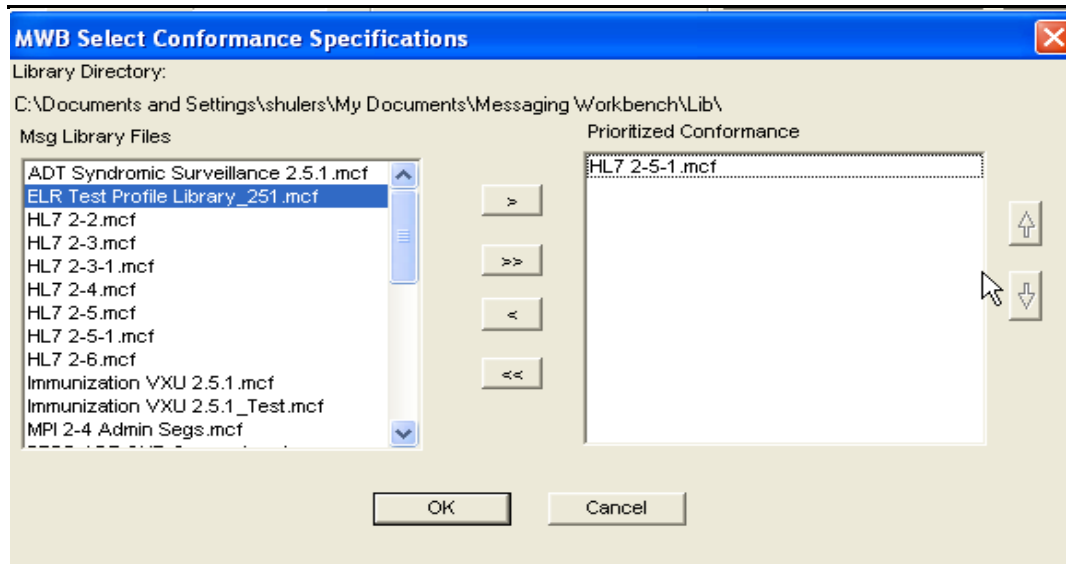 MWB Select Conformance Specifications
Library Directory:
C:\Documents and Settings\shulers\My Documents\Messaging Workbench\Lib\
Msg Library Files
Prioritized Conformance
ADT Syndromic Surveillance 2.5.1.mcf
ELR Test Profile Library_251.mcf
HL7 2-2.mcf
HL7 2-3.mcf
HL7 2-3-1.mcf
HL7 2-4.mcf
HL7 2-5.mcf
HL7 2-5-1.mcf
HL7 2-6.mcf
Immunization VXU 2.5.1.mcf
Immunization VXU 2.5.1_Test.mcf
MPI 2-4 Admin Segs.mcf
>
>>
<
<<
HL7 2-5-1.mcf
OK
Cancel